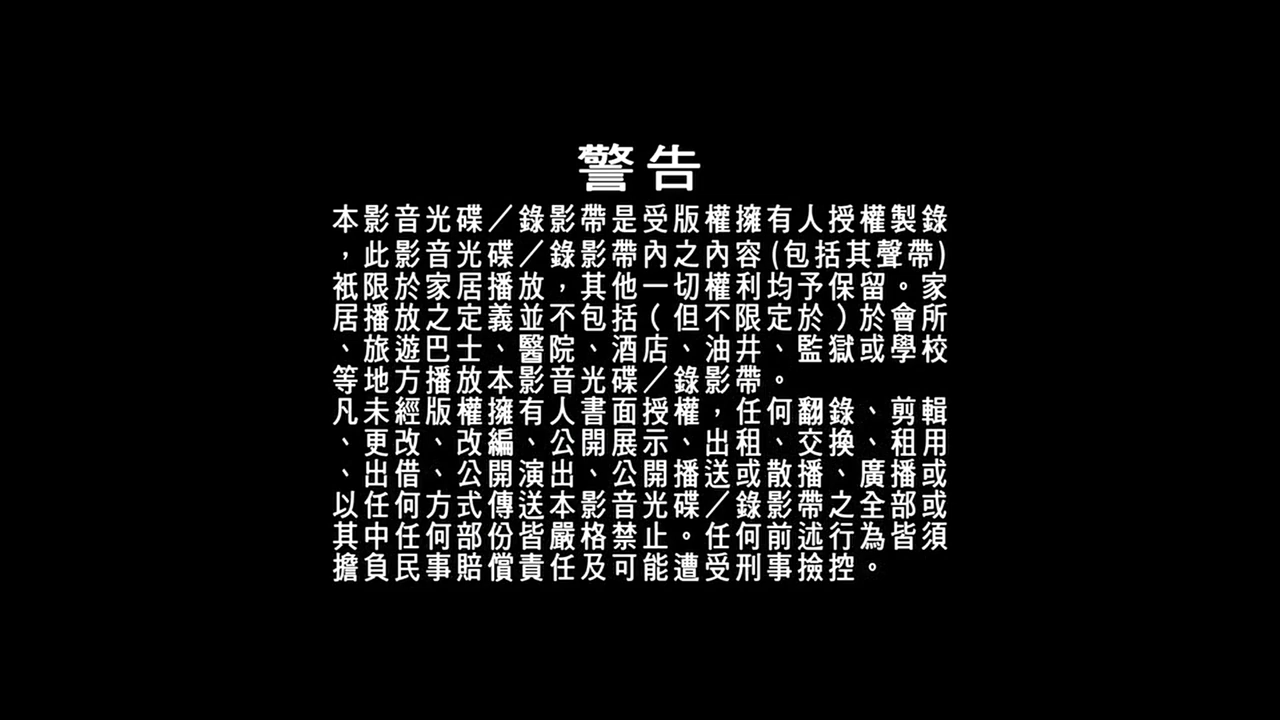 警告
本影音光碟／錄影帶是受版權擁有人授權製錄
，此影音光碟／錄影帶內之內容(包括其聲帶)
衹限於家居播放，其他一切權利均予保留。家
居播放之定義並不包括（但不限定於）於會所
、旅遊巴士、醫院、酒店、油井、監獄或學校
等地方播放本影音光碟／錄影帶。
凡未經版權擁有人書面授權，任何翻錄、剪輯
、更改、改編、公開展示、出租、交換、租用
、出借、公開演出、公開播送或散播、廣播或
以任何方式傳送本影音光碟／錄影帶之全部或
其中任何部份皆嚴格禁止。任何前述行為皆須
擔負民事賠償責任及可能遭受刑事撿控。